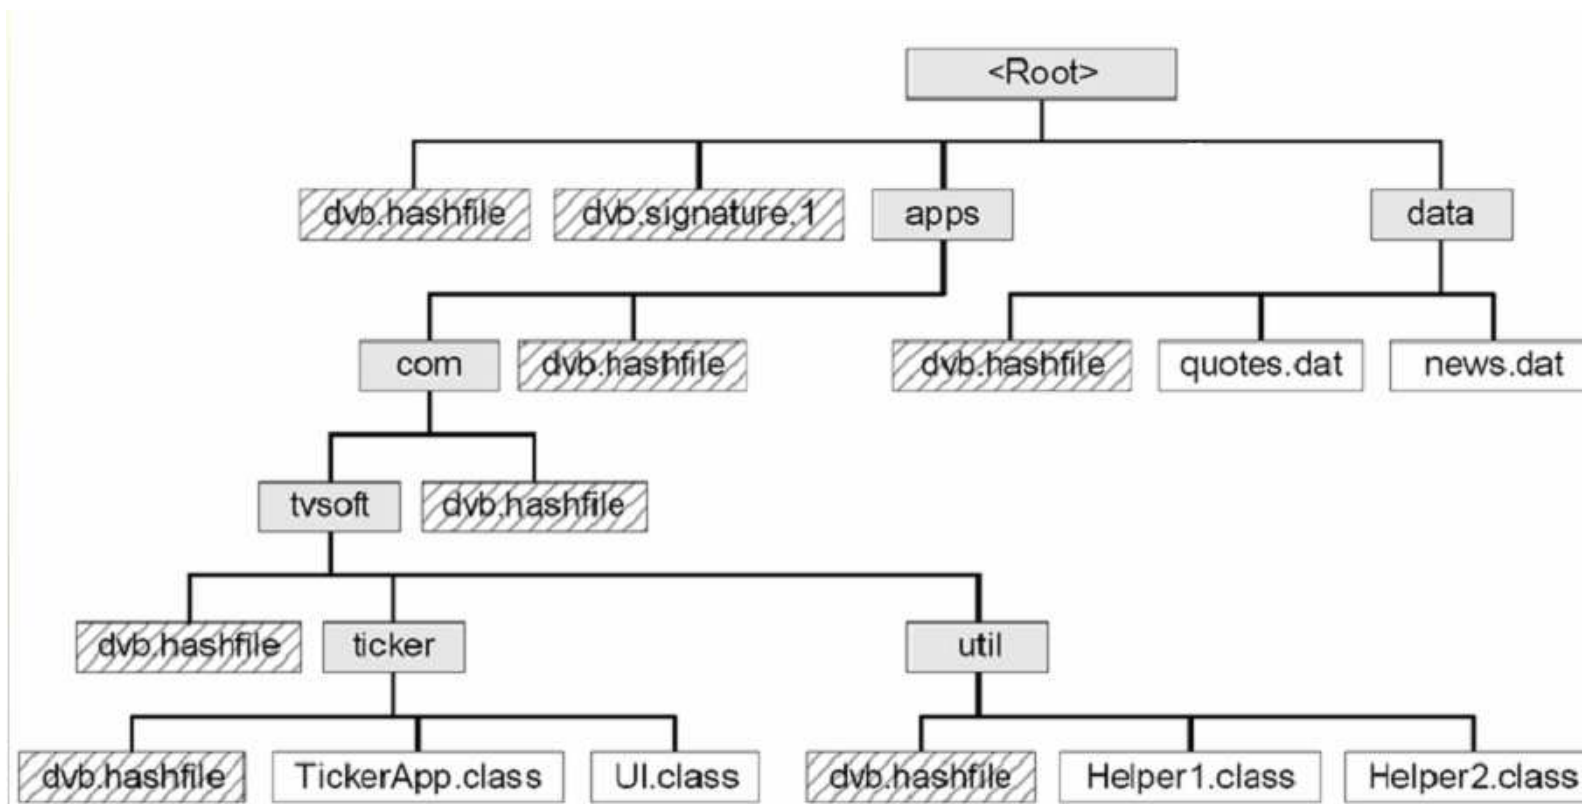 <Root>
dvb.hashfile dvb.signature.1 apps data
com dvb.hashfile dvb.hashfile quotes.dat news.dat
tvsoft dvb.hashfile
dvb.hashfile ticker util
dvb.hashfile TickerApp.class UI.class dvb.hashfile Helper1.class Helper2.class